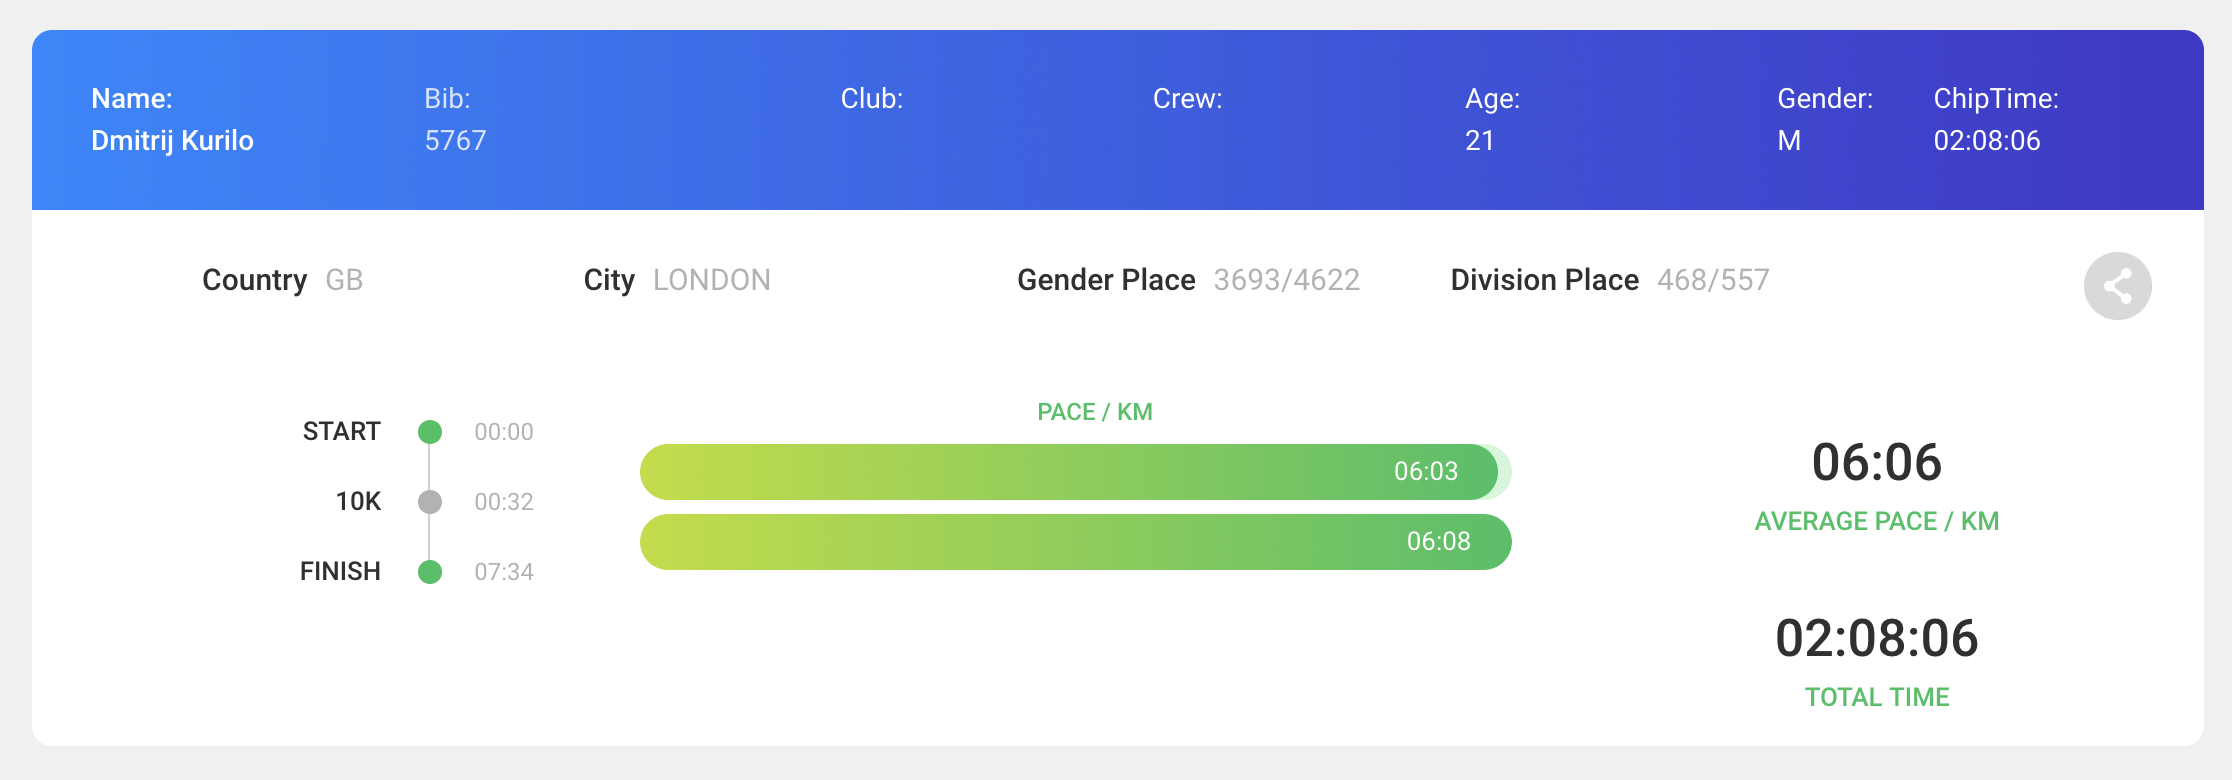 Name: Bib: Club: Crew: Age: Gender: ChipTime:
Dmitrij Kurilo 5767 21 M 02:08:06
Country GB City LONDON Gender Place 3693/4622 Division Place 468/557
PACE / KM
START 00:00
06:03
10K 00:32
06:08
FINISH 07:34
06:06
AVERAGE PACE / KM
02:08:06
TOTAL TIME